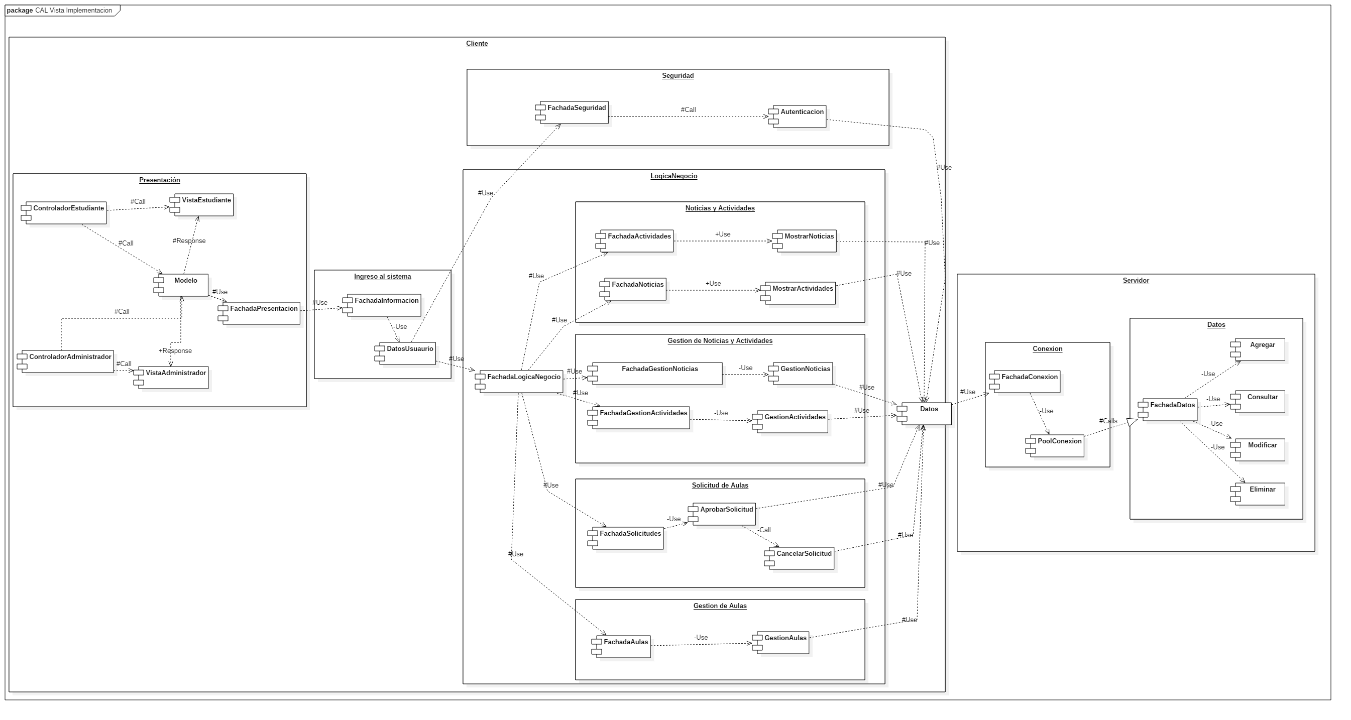 package CAL Vista Implementacion
Cliente
Seguridad
FachadaSeguridad
#Call
Autenticacion
#Use
#Use
Presentación
ControladorEstudiante
#Call
VistaEstudiante
#Call
#Response
Modelo
#Use
FachadaPresentacion
#Call
+Response
ControladorAdministrador
#Call
VistaAdministrador
#Use
Ingreso al sistema
FachadaInformacion
-Use
DatosUsuaurio
#Use
LogicaNegocio
FachadaLogicaNegocio
#Use
#Use
#Use
#Use
#Use
#Use
Noticias y Actividades
FachadaActividades
+Use
MostrarNoticias
#Use
FachadaNoticias
+Use
MostrarActividades
#Use
Gestion de Noticias y Actividades
FachadaGestionNoticias
-Use
GestionNoticias
#Use
FachadaGestionActividades
-Use
GestionActividades
#Use
Solicitud de Aulas
FachadaSolicitudes
-Use
AprobarSolicitud
#Use
-Call
CancelarSolicitud
#Use
Gestion de Aulas
FachadaAulas
-Use
GestionAulas
#Use
Datos
#Use
Servidor
Conexion
FachadaConexion
-Use
PoolConexion
#Calls
Datos
FachadaDatos
-Use
Agregar
-Use
Consultar
-Use
Modificar
-Use
Eliminar